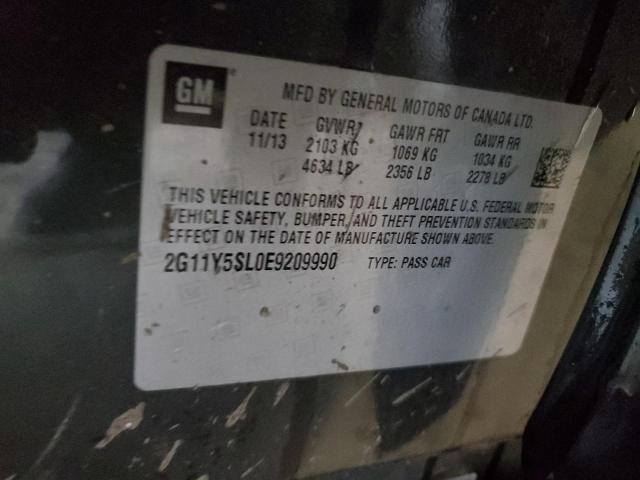 GM
MFD BY GENERAL MOTORS OF CANADA LTD.
DATE GVWR GAWR FRT GAWR RR
11/13 2103 KG 1069 KG 1034 KG
4634 LB 2356 LB 2278 LB
THIS VEHICLE CONFORMS TO ALL APPLICABLE U.S. FEDERAL MOTOR
VEHICLE SAFETY, BUMPER, AND THEFT PREVENTION STANDARDS IN
EFFECT ON THE DATE OF MANUFACTURE SHOWN ABOVE.
2G11Y5SL0E9209990 TYPE: PASS CAR